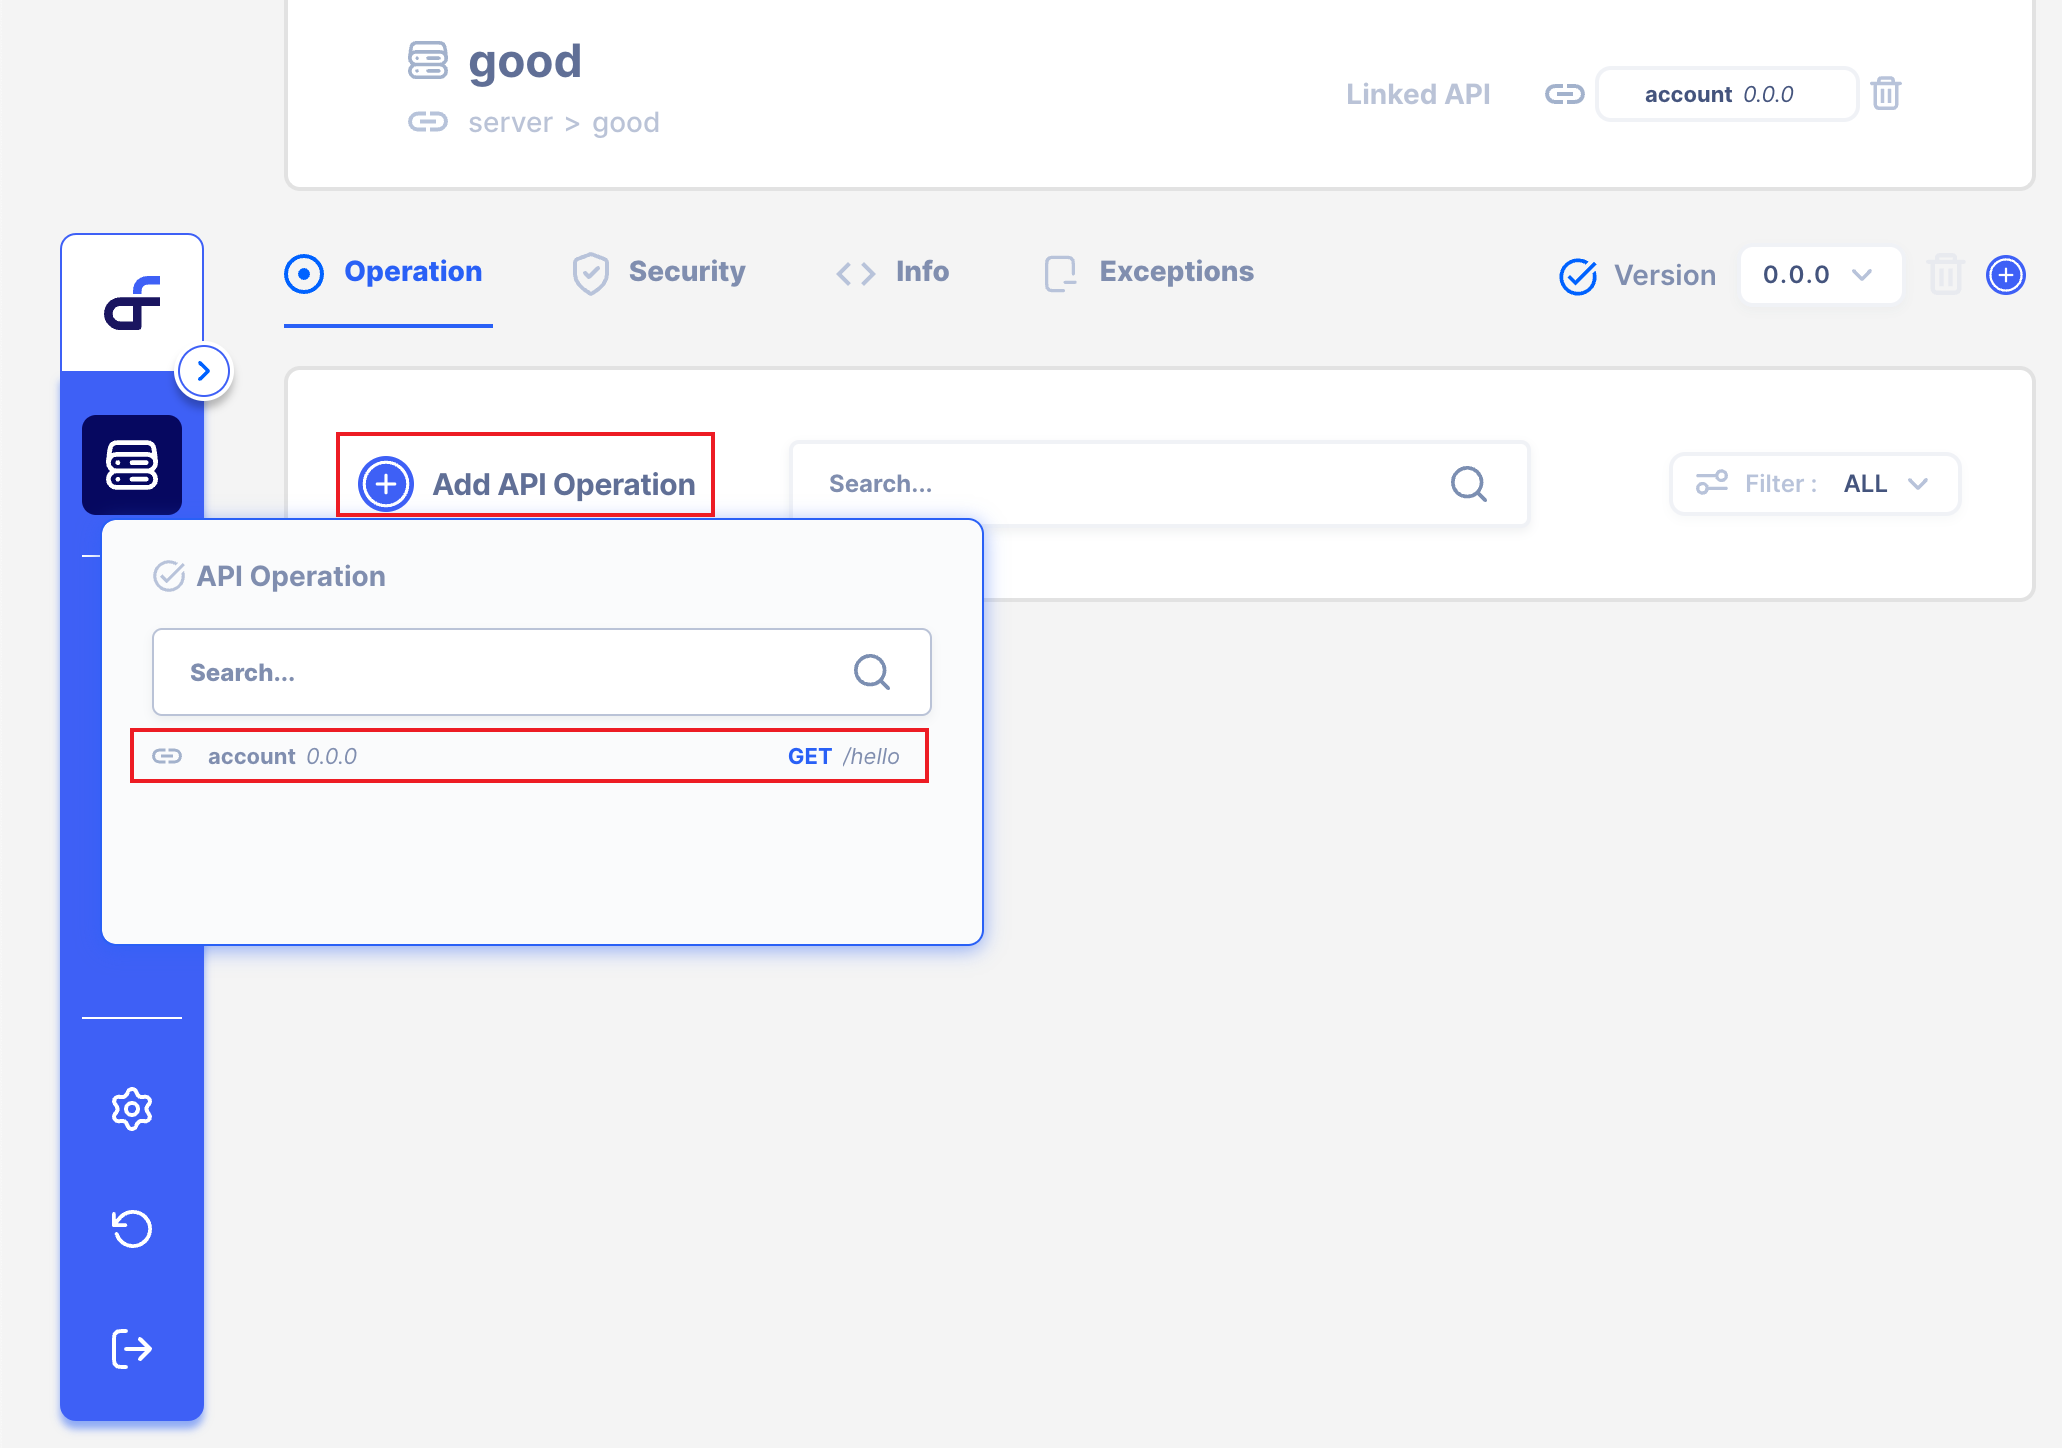 good
Linked API account 0.0.0
server > good
Operation Security Info Exceptions Version 0.0.0
Add API Operation Search... Filter : ALL
API Operation
Search...
account 0.0.0 GET /hello